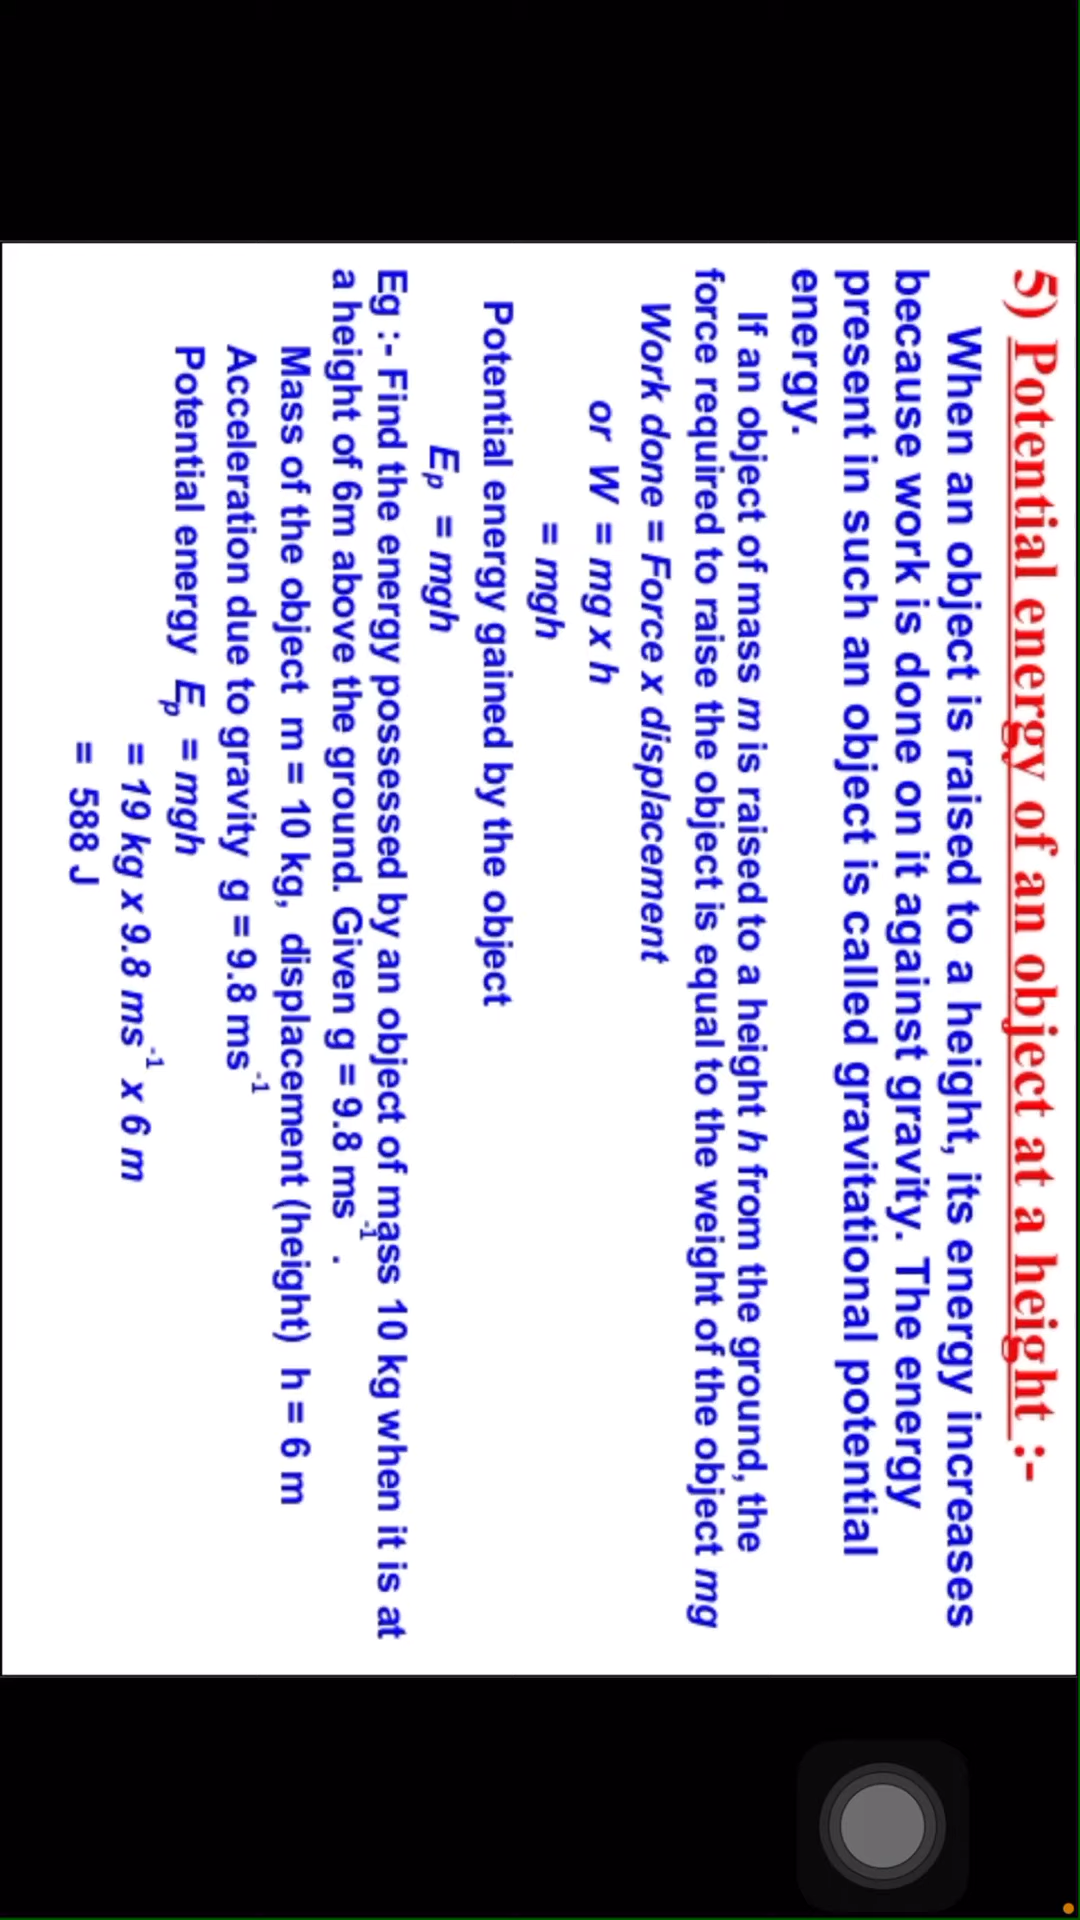 5) Potential energy of an object at a height :-
When an object is raised to a height, its energy increases
because work is done on it against gravity. The energy
present in such an object is called gravitational potential
energy.
If an object of mass m is raised to a height h from the ground, the
force required to raise the object is equal to the weight of the object mg
Work done = Force x displacement
or W = mg x h
= mgh
Potential energy gained by the object
Ep = mgh
Eg :- Find the energy possessed by an object of mass 10 kg when it is at
a height of 6m above the ground. Given g = 9.8 ms-1 .
Mass of the object m = 10 kg, displacement (height) h = 6 m
Acceleration due to gravity g = 9.8 ms-1
Potential energy Ep = mgh
= 19 kg x 9.8 ms-1 x 6 m
= 588 J